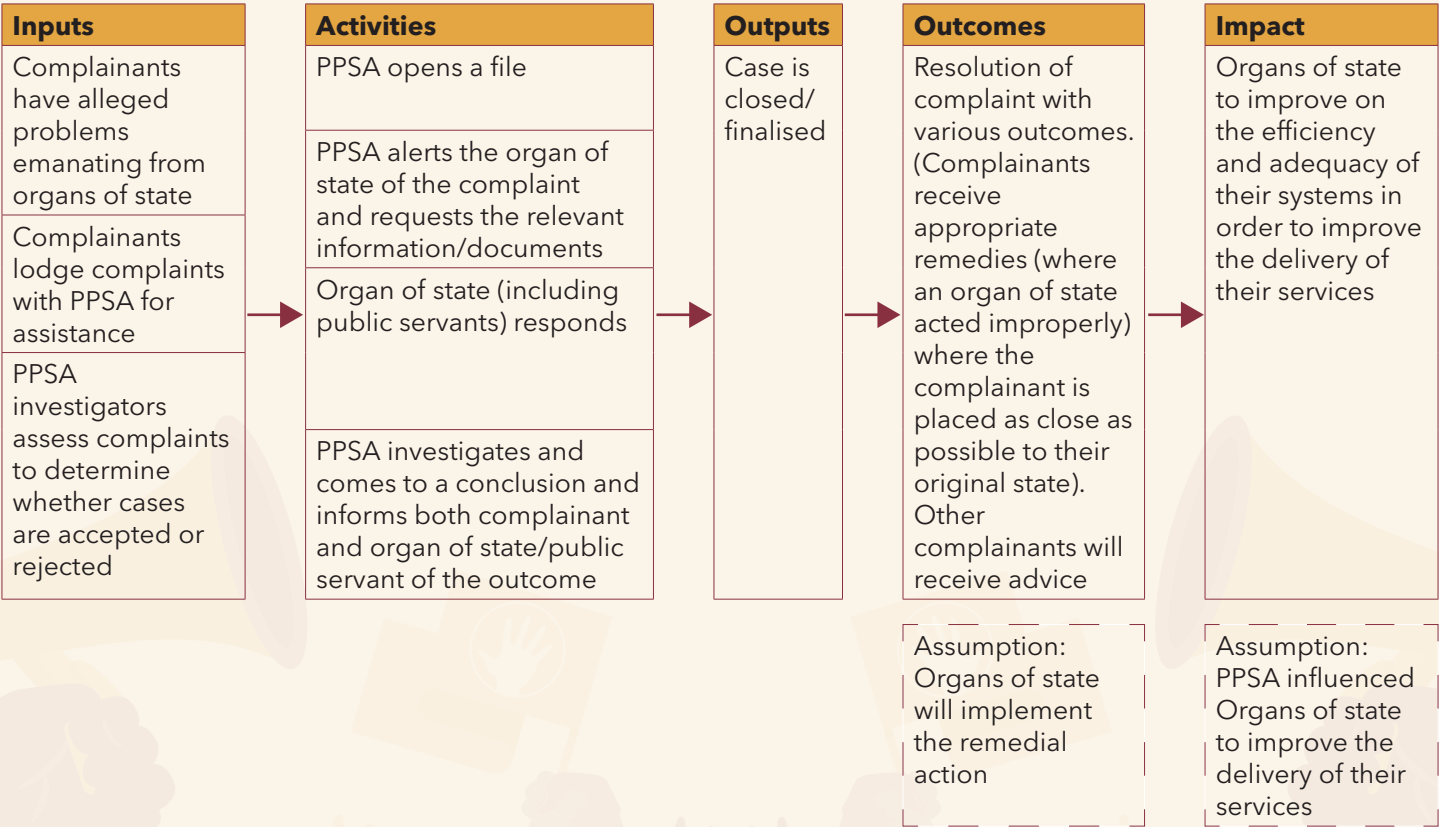 Inputs
Complainants
have alleged
problems
emanating from
organs of state
Complainants
lodge complaints
with PPSA for
assistance
PPSA
investigators
assess complaints
to determine
whether cases
are accepted or
rejected
Activities
PPSA opens a file
PPSA alerts the organ of
state of the complaint
and requests the relevant
information/documents
Organ of state (including
public servants) responds
PPSA investigates and
comes to a conclusion and
informs both complainant
and organ of state/public
servant of the outcome
Outputs
Case is
closed/
finalised
Outcomes
Resolution of
complaint with
various outcomes.
(Complainants
receive
appropriate
remedies (where
an organ of state
acted improperly)
where the
complainant is
placed as close as
possible to their
original state).
Other
complainants will
receive advice
Assumption:
Organs of state
will implement
the remedial
action
Impact
Organs of state
to improve on
the efficiency
and adequacy of
their systems in
order to improve
the delivery of
their services
Assumption:
PPSA influenced
Organs of state
to improve the
delivery of their
services